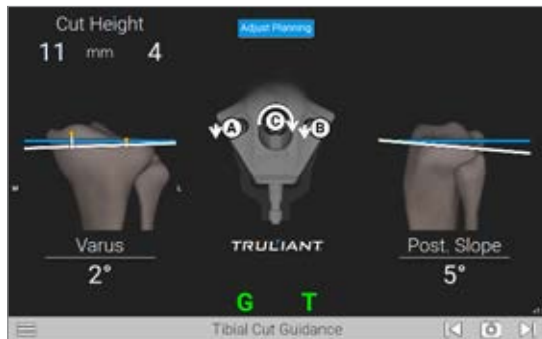 Cut Height
11 mm 4
Adjust Planning
A
C
B
M
L
Varus
2°
TRULIANT
Post. Slope
5°
G T
Tibial Cut Guidance